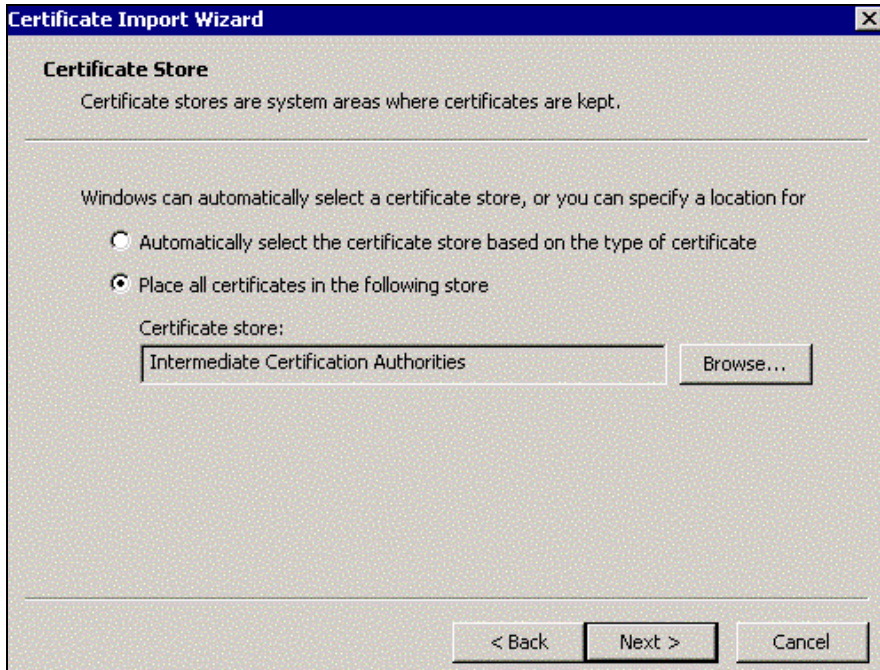 Certificate Import Wizard
Certificate Store
Certificate stores are system areas where certificates are kept.
Windows can automatically select a certificate store, or you can specify a location for
Automatically select the certificate store based on the type of certificate
Place all certificates in the following store
Certificate store:
Intermediate Certification Authorities
Browse...
< Back
Next >
Cancel